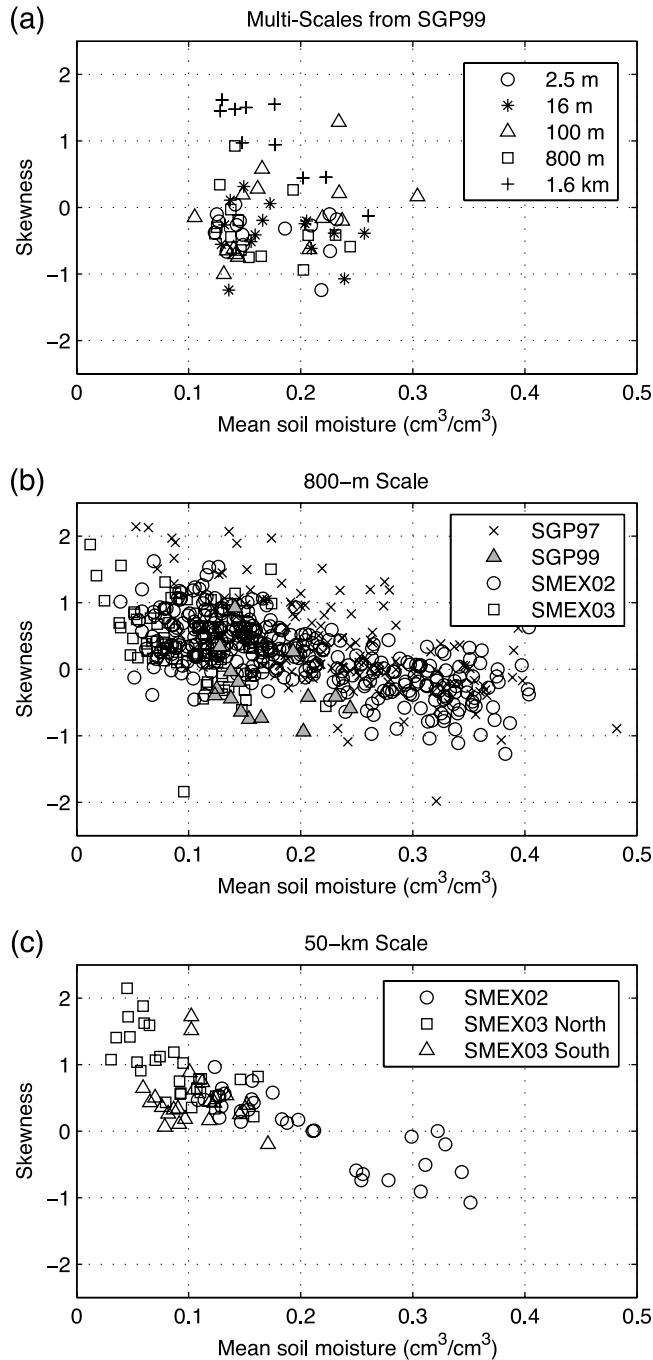 (a)
Multi-Scales from SGP99
2
1
0
−1
−2
Skewness
2.5 m
16 m
100 m
800 m
1.6 km
0 0.1 0.2 0.3 0.4 0.5
Mean soil moisture (cm³/cm³)
(b)
800−m Scale
2
1
0
−1
−2
Skewness
SGP97
SGP99
SMEX02
SMEX03
0 0.1 0.2 0.3 0.4 0.5
Mean soil moisture (cm³/cm³)
(c)
50−km Scale
2
1
0
−1
−2
Skewness
SMEX02
SMEX03 North
SMEX03 South
0 0.1 0.2 0.3 0.4 0.5
Mean soil moisture (cm³/cm³)